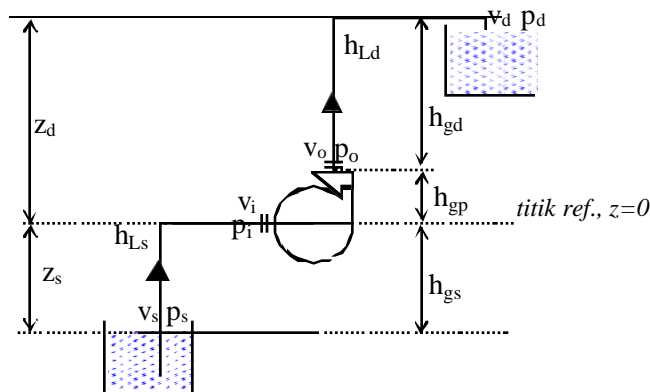 v_d p_d
h_Ld
z_d
h_gd
v_o p_o
v_i
h_gp
titik ref., z=0
p_i
h_Ls
z_s
h_gs
v_s p_s